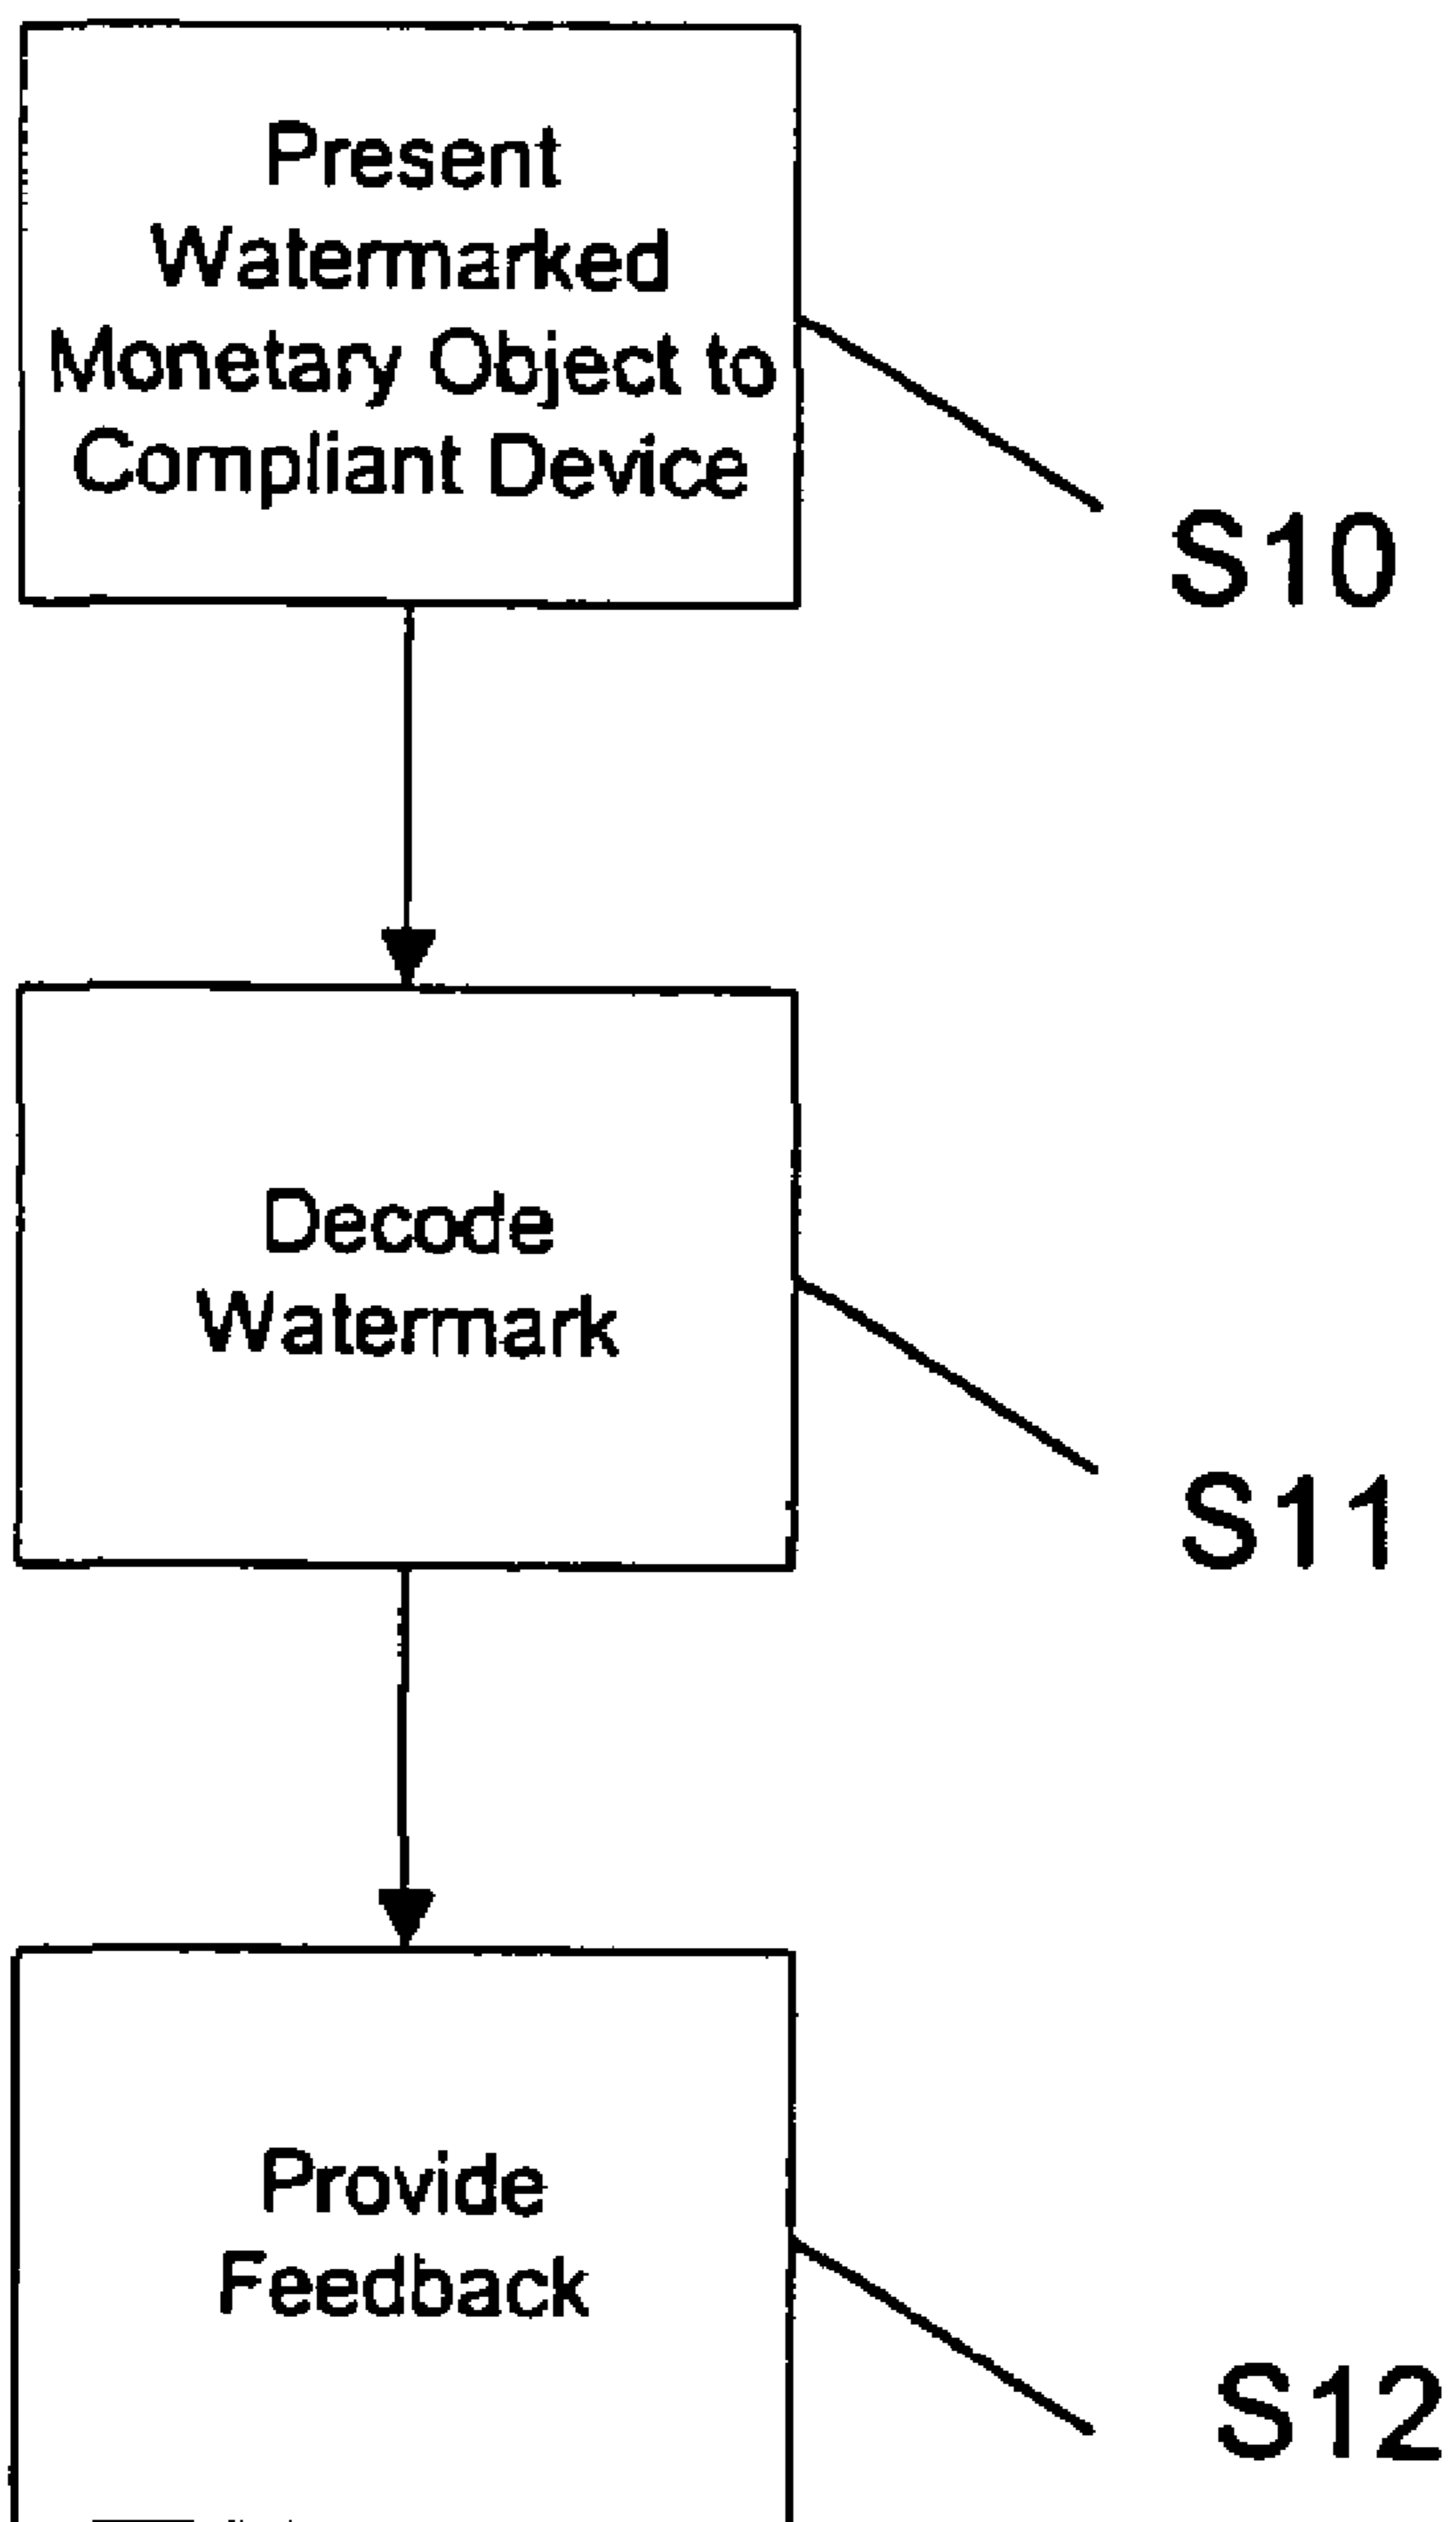 Present
Watermarked
Monetary Object to
Compliant Device
S10
Decode
Watermark
S11
Provide
Feedback
S12